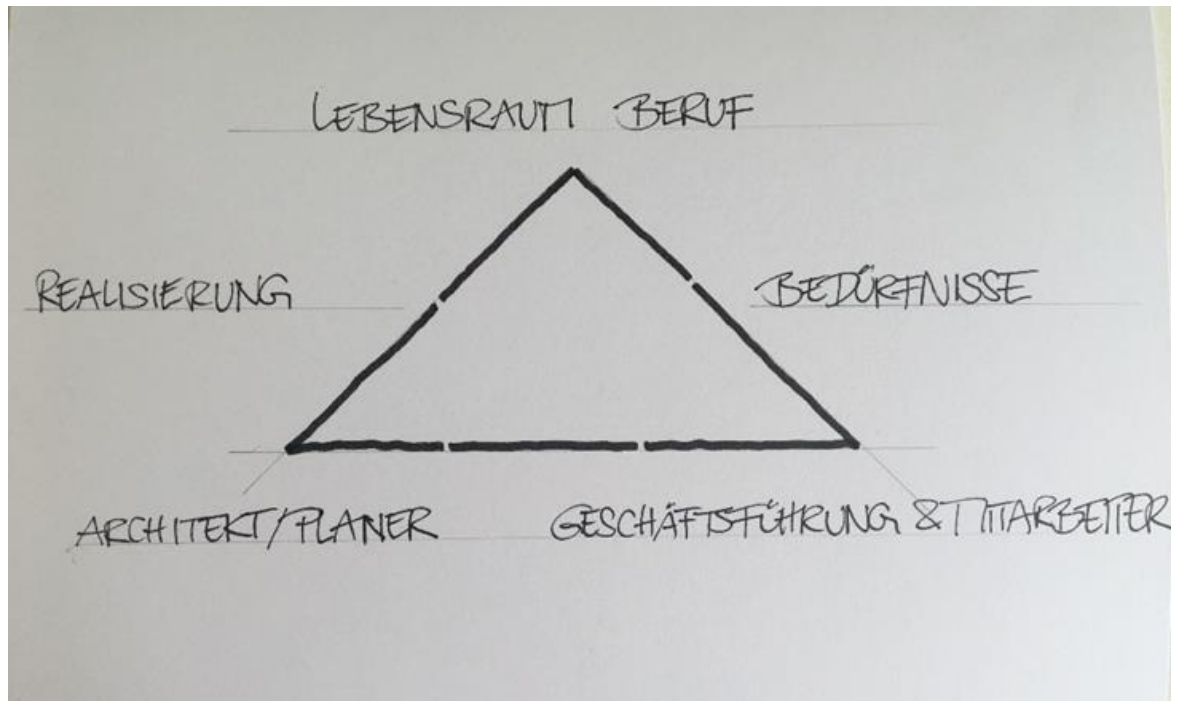 LEBENSRAUM BERUF
REALISIERUNG
BEDÜRFNISSE
ARCHITEKT/PLANER
GESCHÄFTSFÜHRUNG & MITARBEITER